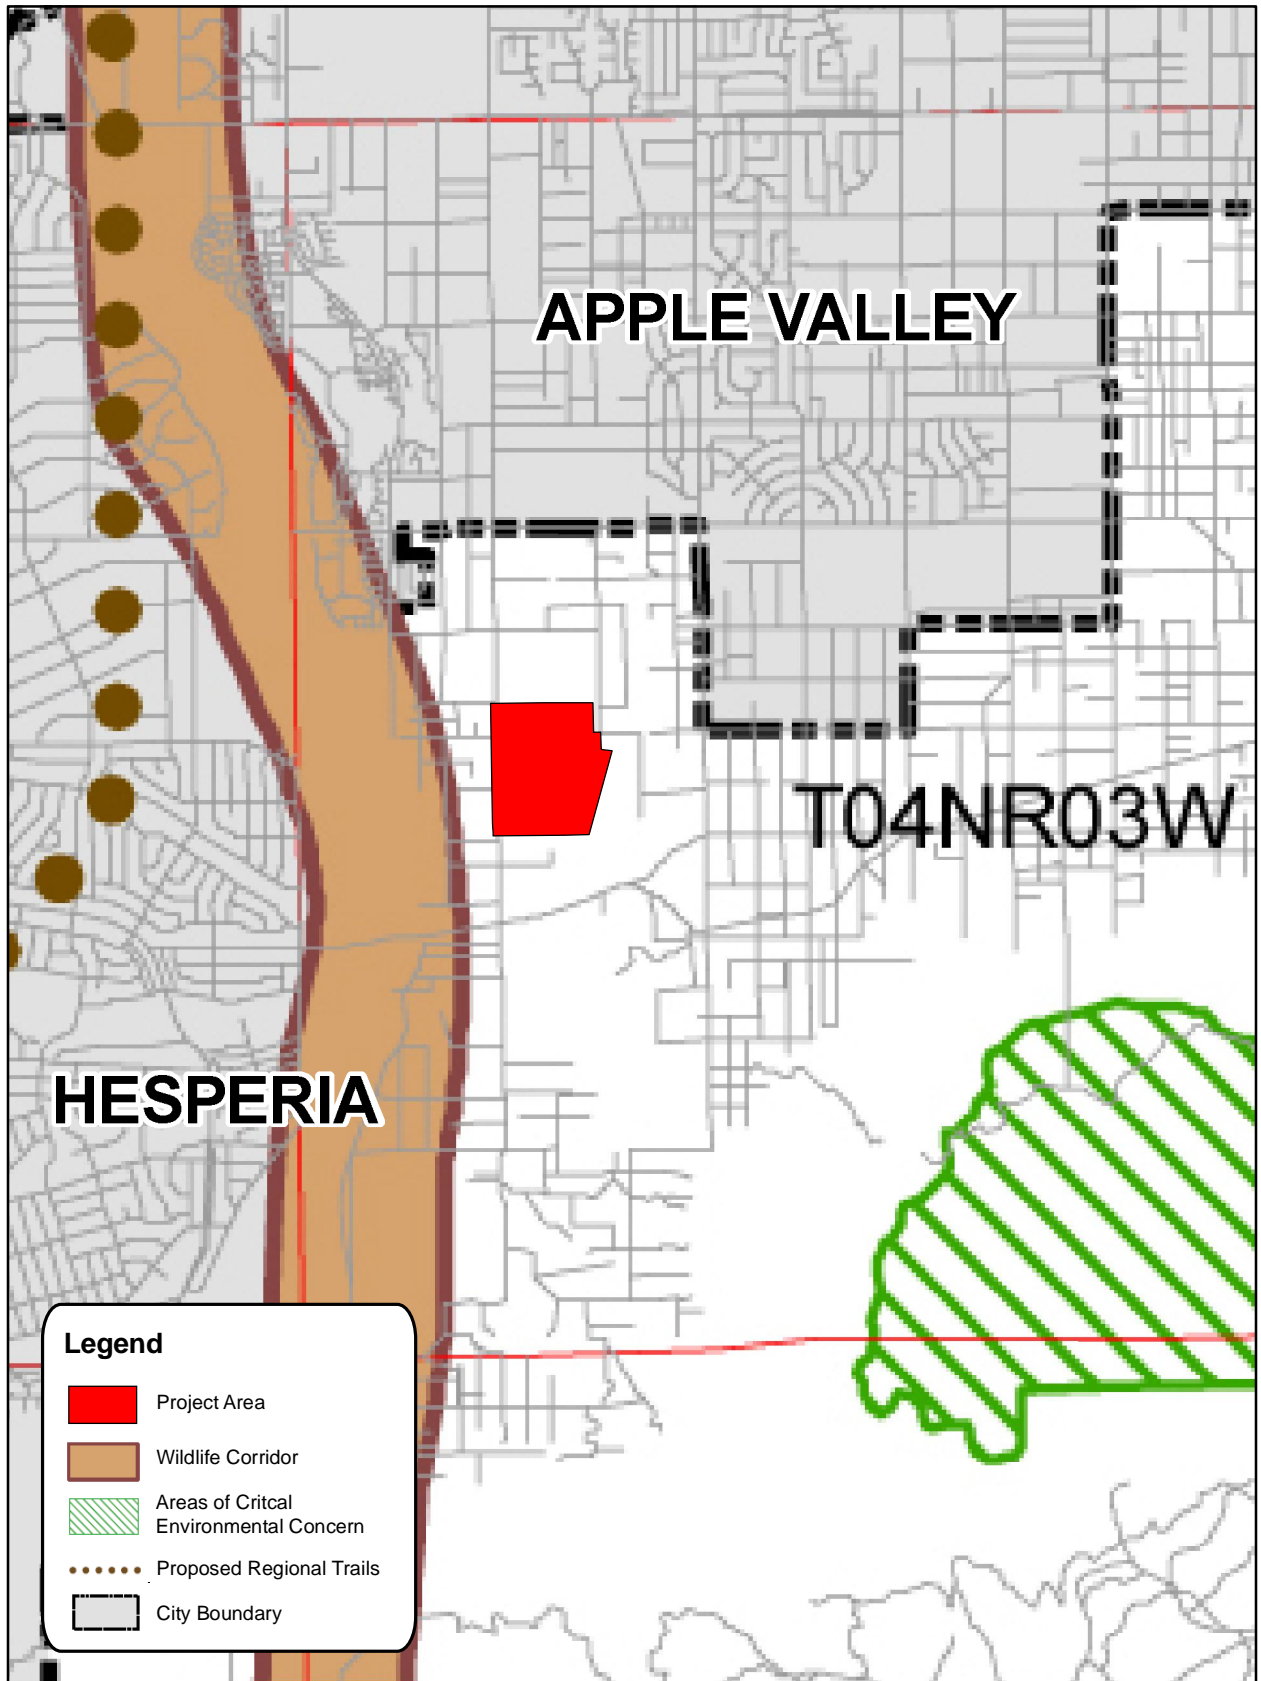 APPLE VALLEY
T04NR03W
HESPERIA
Legend
Project Area
Wildlife Corridor
Areas of Critcal
Environmental Concern
Proposed Regional Trails
City Boundary